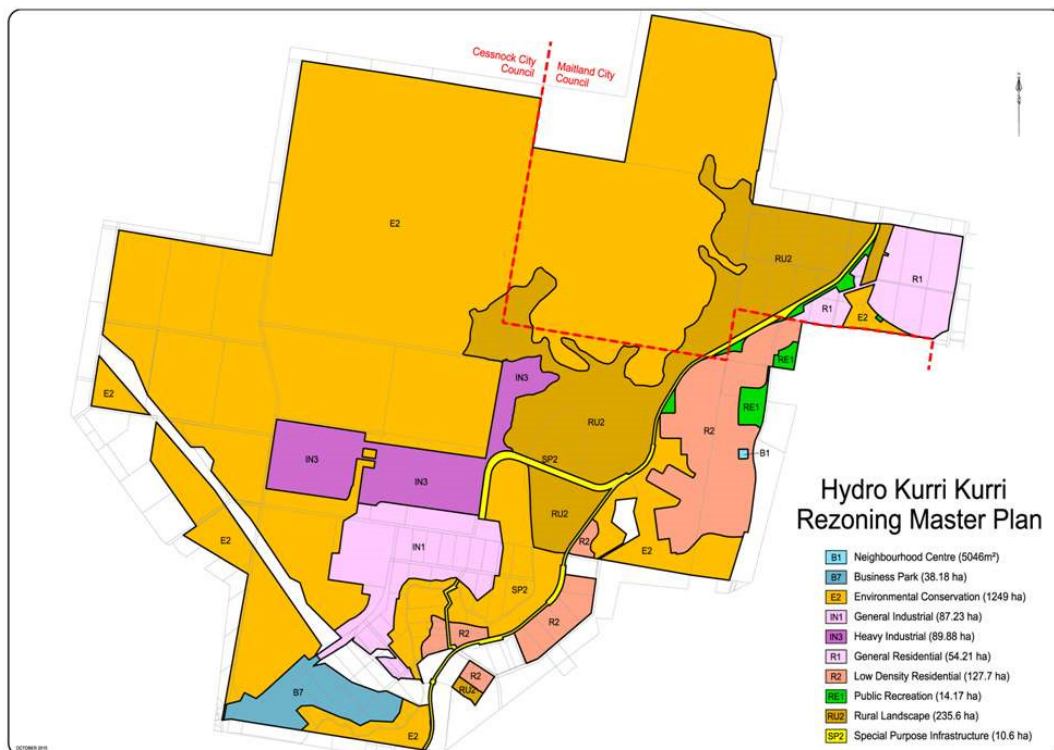 Cessnock City
Council
Maitland City
Council
E2
RU2
R1
R1
E2
RE1
IN3
E2
RE1
RU2
R2
B1
SP2
IN3
IN3
RU2
IN1
E2
R2
E2
SP2
R2
R2
R2
RU2
B7
E2
Hydro Kurri Kurri
Rezoning Master Plan
B1 Neighbourhood Centre (5046m²)
B7 Business Park (38.18 ha)
E2 Environmental Conservation (1249 ha)
IN1 General Industrial (87.23 ha)
IN3 Heavy Industrial (89.88 ha)
R1 General Residential (54.21 ha)
R2 Low Density Residential (127.7 ha)
RE1 Public Recreation (14.17 ha)
RU2 Rural Landscape (235.6 ha)
SP2 Special Purpose Infrastructure (10.6 ha)
OCTOBER 2015